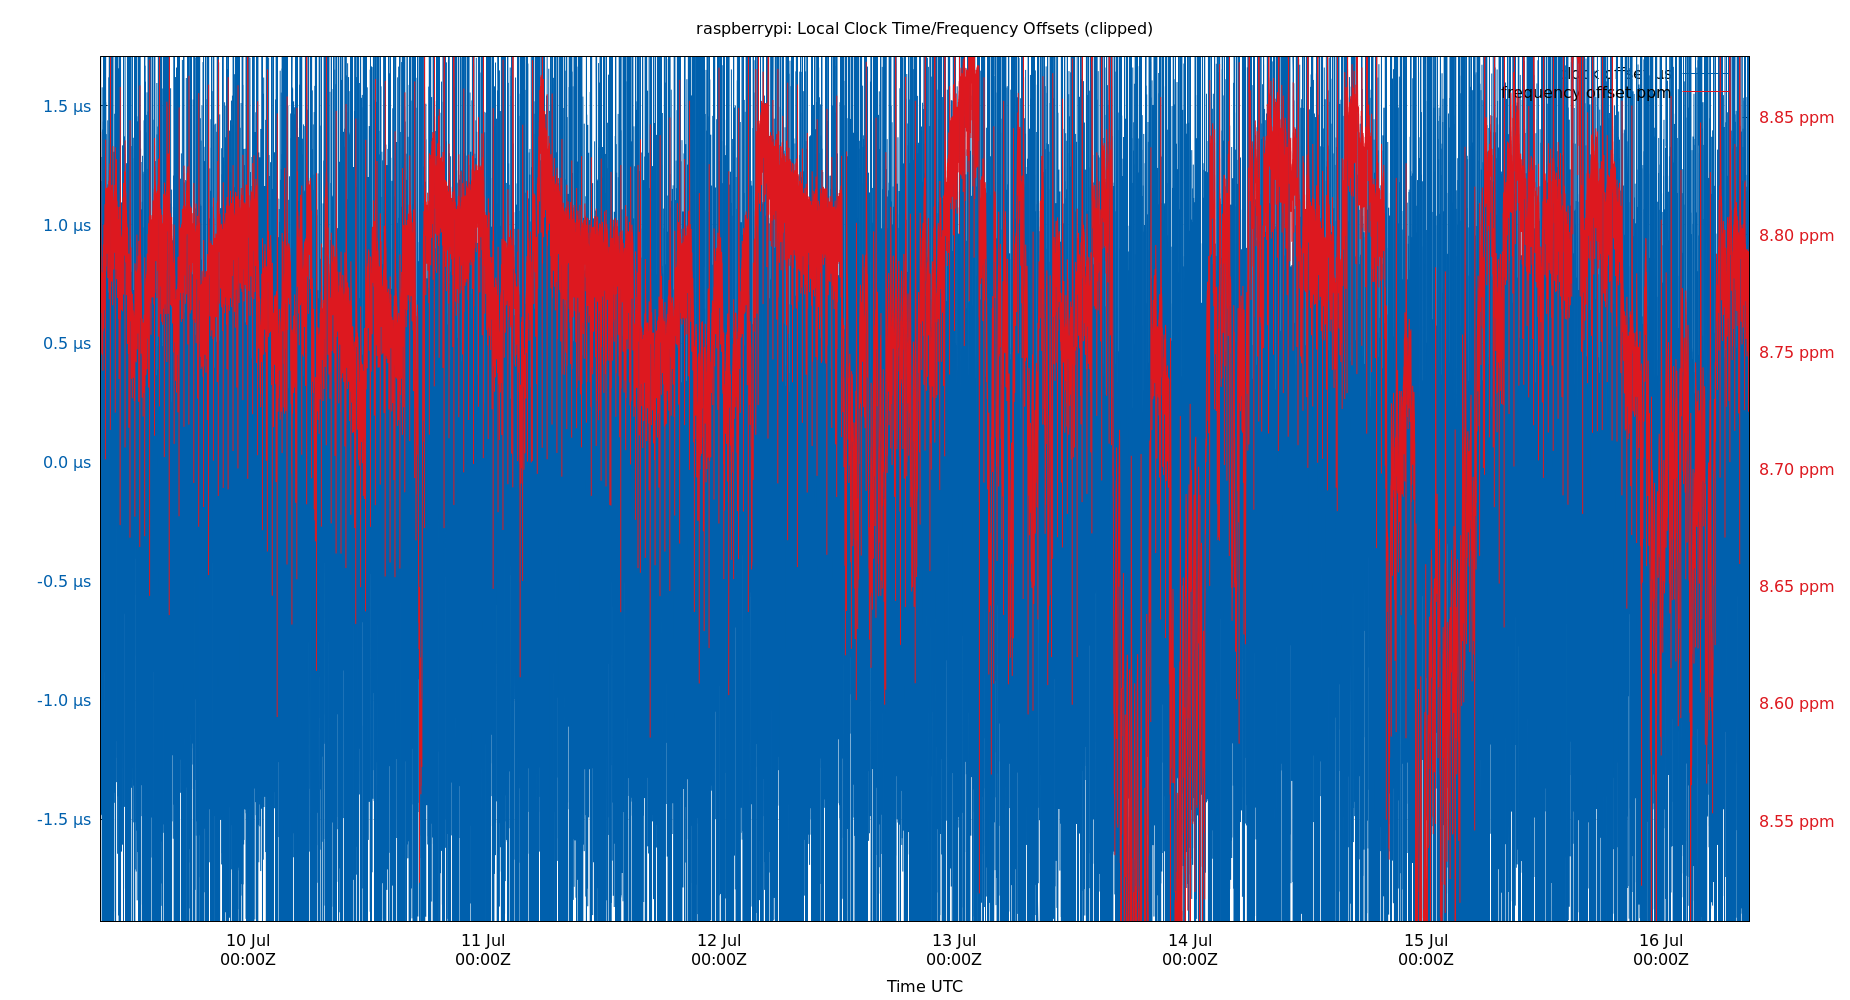 raspberrypi: Local Clock Time/Frequency Offsets (clipped)
clock offset µs
frequency offset ppm
1.5 µs
1.0 µs
0.5 µs
0.0 µs
-0.5 µs
-1.0 µs
-1.5 µs
8.85 ppm
8.80 ppm
8.75 ppm
8.70 ppm
8.65 ppm
8.60 ppm
8.55 ppm
10 Jul 11 Jul 12 Jul 13 Jul 14 Jul 15 Jul 16 Jul
00:00Z 00:00Z 00:00Z 00:00Z 00:00Z 00:00Z 00:00Z
Time UTC